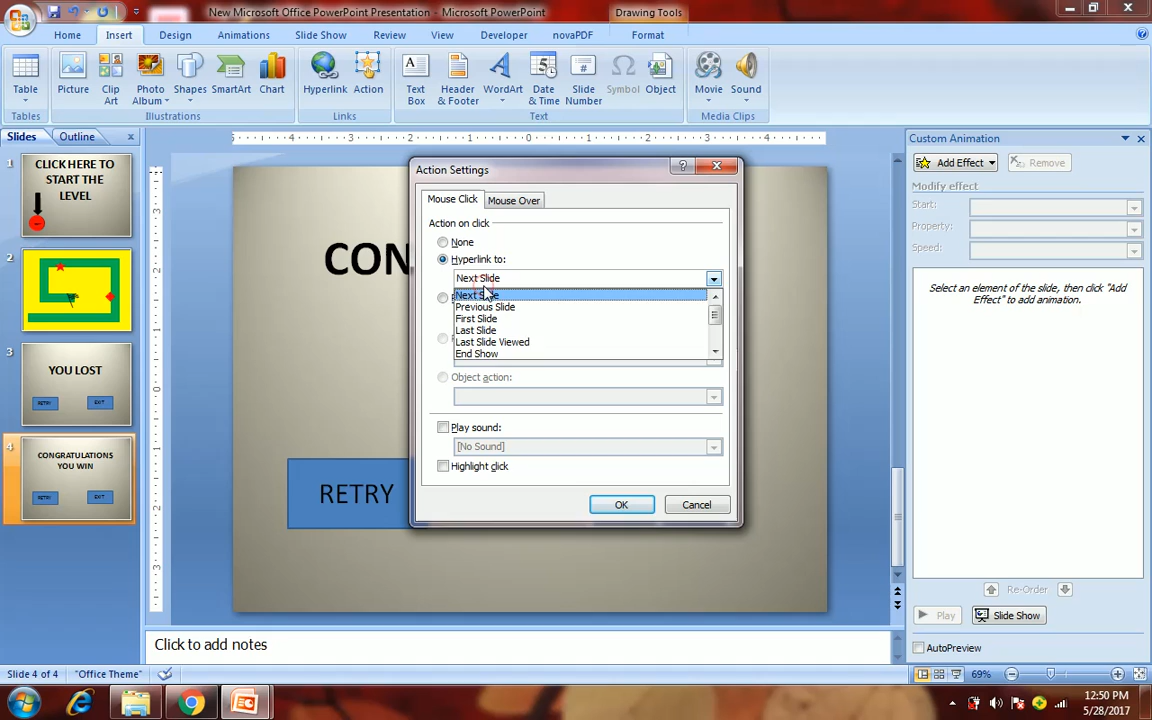 New Microsoft Office PowerPoint Presentation - Microsoft PowerPoint
Drawing Tools
Home
Insert
Design
Animations
Slide Show
Review
View
Developer
novaPDF
Format
Table
Picture
Clip
Art
Photo
Album
Shapes
SmartArt
Chart
Hyperlink
Action
Text
Box
Header
& Footer
WordArt
Date
& Time
Slide
Number
Symbol
Object
Movie
Sound
Tables
Illustrations
Links
Text
Media Clips
Slides
Outline
1
CLICK HERE TO
START THE
LEVEL
2
3
YOU LOST
RETRY
EXIT
4
CONGRATULATIONS
YOU WIN
RETRY
EXIT
CON
RETRY
Action Settings
Mouse Click
Mouse Over
Action on click
None
Hyperlink to:
Next Slide
Next Slide
Previous Slide
First Slide
Last Slide
Last Slide Viewed
End Show
Object action:
Play sound:
[No Sound]
Highlight click
OK
Cancel
Custom Animation
Add Effect
Remove
Modify effect
Start:
Property:
Speed:
Select an element of the slide, then click "Add
Effect" to add animation.
Re-Order
Play
Slide Show
AutoPreview
Click to add notes
Slide 4 of 4
"Office Theme"
69%
12:50 PM
5/28/2017